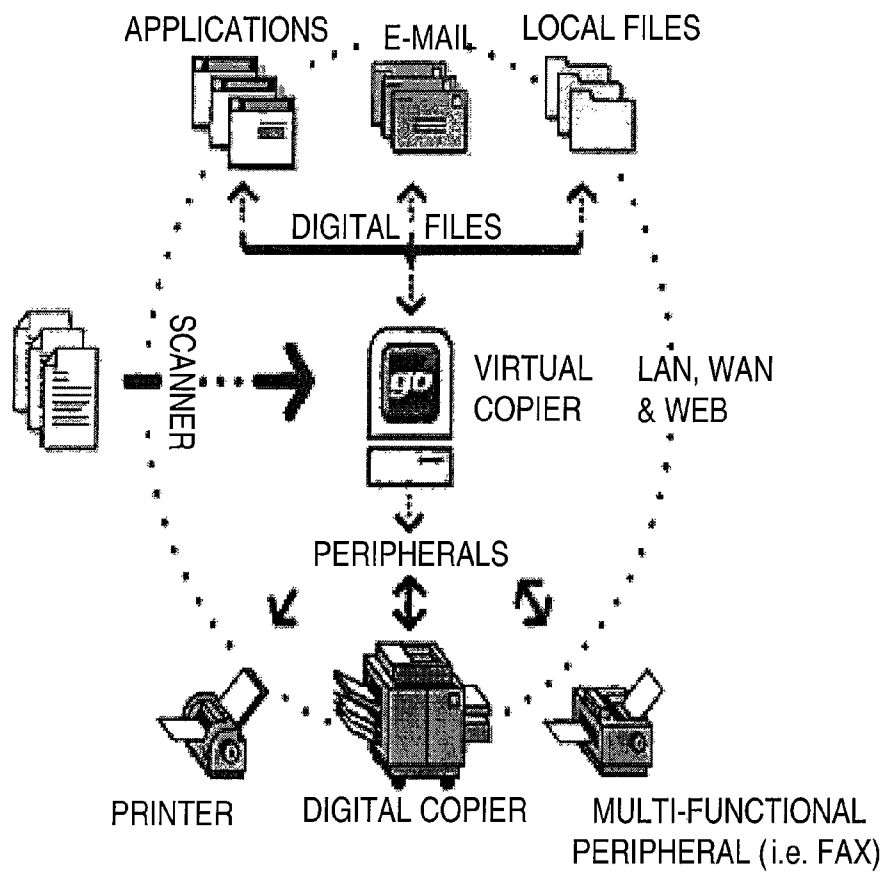 APPLICATIONS
E-MAIL
LOCAL FILES
DIGITAL FILES
SCANNER
go
VIRTUAL
COPIER
LAN, WAN
& WEB
PERIPHERALS
PRINTER
DIGITAL COPIER
MULTI-FUNCTIONAL
PERIPHERAL (i.e. FAX)